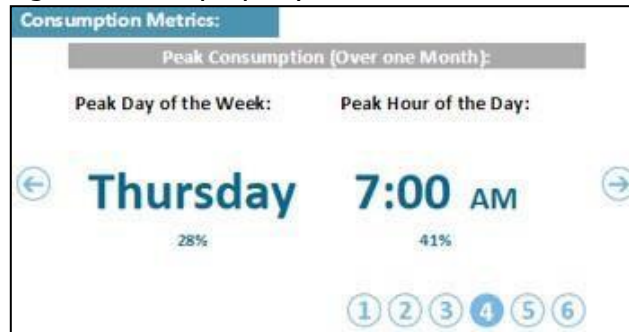 Consumption Metrics:
Peak Consumption (Over one Month):
Peak Day of the Week: Peak Hour of the Day:
Thursday 7:00 AM
28% 41%
1 2 3 4 5 6